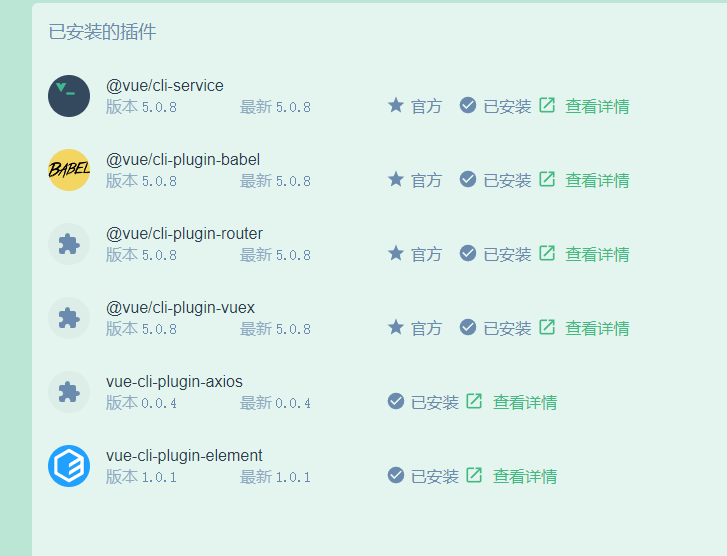 已安装的插件
@vue/cli-service
版本 5.0.8 最新 5.0.8 官方 已安装 查看详情
BABEL
@vue/cli-plugin-babel
版本 5.0.8 最新 5.0.8 官方 已安装 查看详情
@vue/cli-plugin-router
版本 5.0.8 最新 5.0.8 官方 已安装 查看详情
@vue/cli-plugin-vuex
版本 5.0.8 最新 5.0.8 官方 已安装 查看详情
vue-cli-plugin-axios
版本 0.0.4 最新 0.0.4 已安装 查看详情
vue-cli-plugin-element
版本 1.0.1 最新 1.0.1 已安装 查看详情